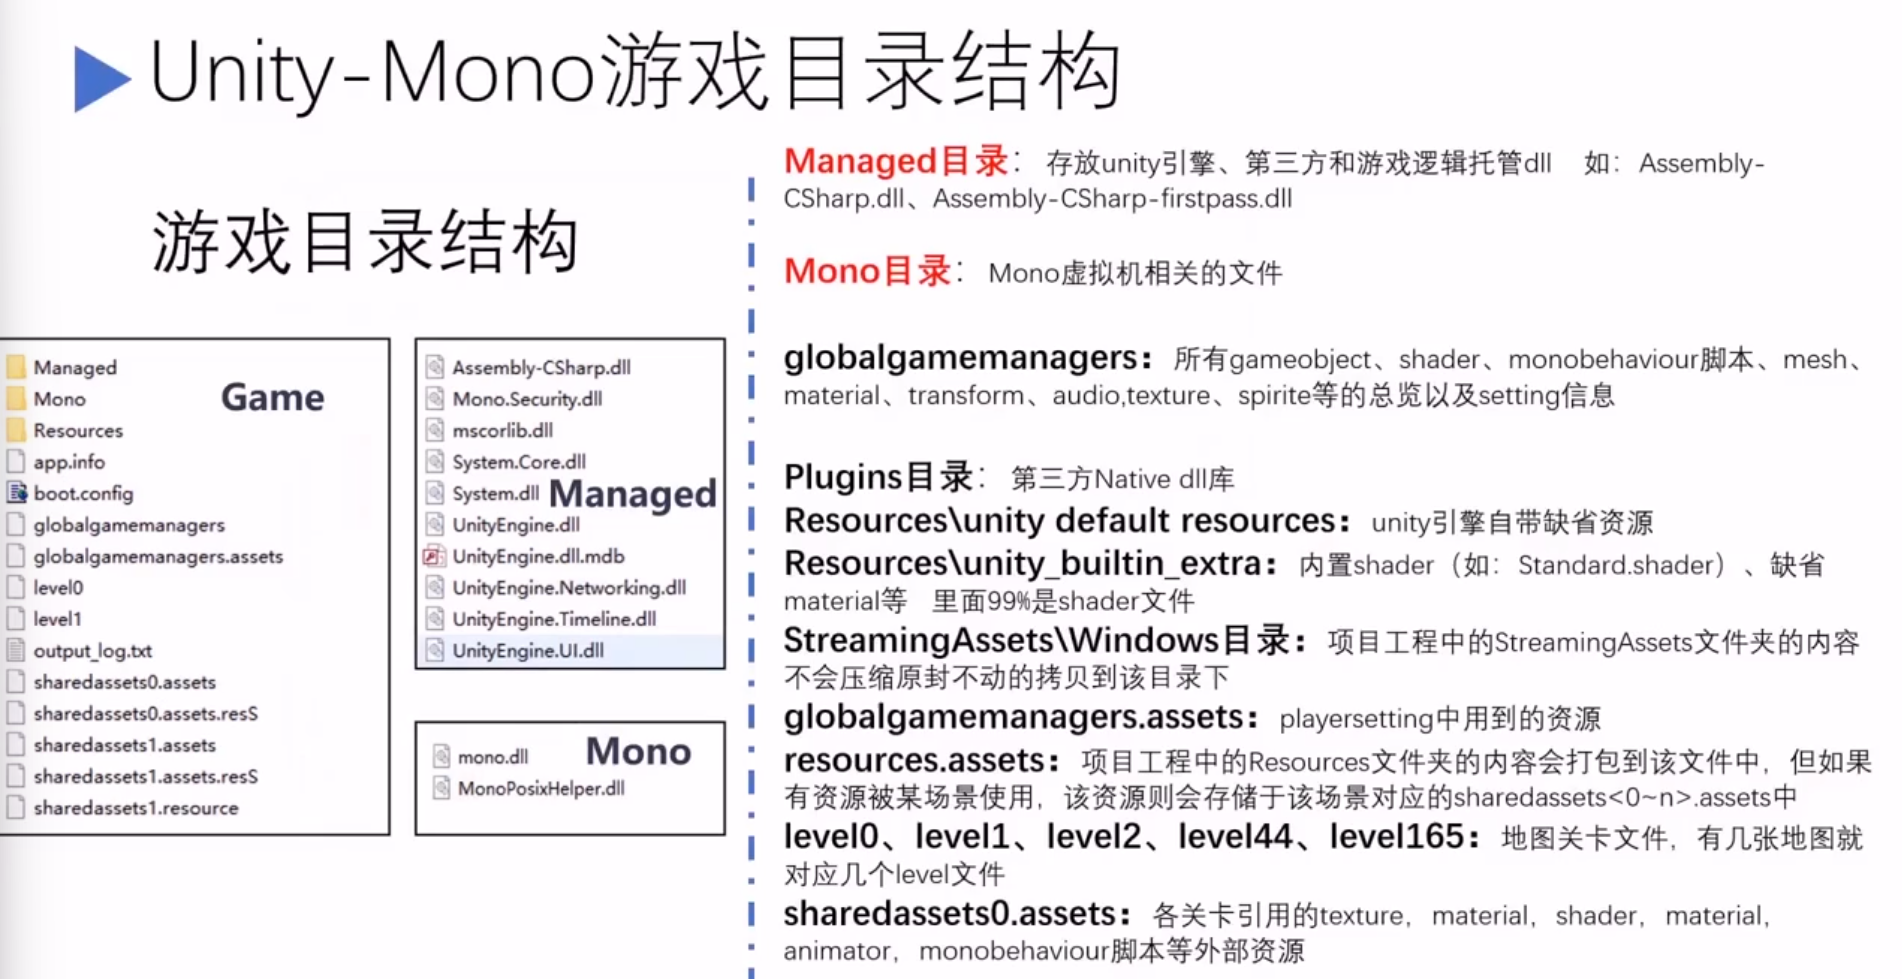 Unity-Mono游戏目录结构
游戏目录结构
Managed
Mono
Resources
app.info
boot.config
globalgamemanagers
globalgamemanagers.assets
level0
level1
output_log.txt
sharedassets0.assets
sharedassets0.assets.resS
sharedassets1.assets
sharedassets1.assets.resS
sharedassets1.resource
Game
Assembly-CSharp.dll
Mono.Security.dll
mscorlib.dll
System.Core.dll
System.dll
UnityEngine.dll
UnityEngine.dll.mdb
UnityEngine.Networking.dll
UnityEngine.Timeline.dll
UnityEngine.UI.dll
Managed
mono.dll
MonoPosixHelper.dll
Mono
Managed目录： 存放unity引擎、第三方和游戏逻辑托管dll 如：Assembly-
CSharp.dll、Assembly-CSharp-firstpass.dll
Mono目录： Mono虚拟机相关的文件
globalgamemanagers：所有gameobject、shader、monobehaviour脚本、mesh、
material、transform、audio,texture、spirite等的总览以及setting信息
Plugins目录： 第三方Native dll库
Resources\unity default resources：unity引擎自带缺省资源
Resources\unity_builtin_extra：内置shader（如：Standard.shader）、缺省
material等 里面99%是shader文件
StreamingAssets\Windows目录：项目工程中的StreamingAssets文件夹的内容
不会压缩原封不动的拷贝到该目录下
globalgamemanagers.assets：playersetting中用到的资源
resources.assets：项目工程中的Resources文件夹的内容会打包到该文件中，但如果
有资源被某场景使用，该资源则会存储于该场景对应的sharedassets<0~n>.assets中
level0、level1、level2、level44、level165：地图关卡文件，有几张地图就
对应几个level文件
sharedassets0.assets：各关卡引用的texture，material，shader，material，
animator，monobehaviour脚本等外部资源